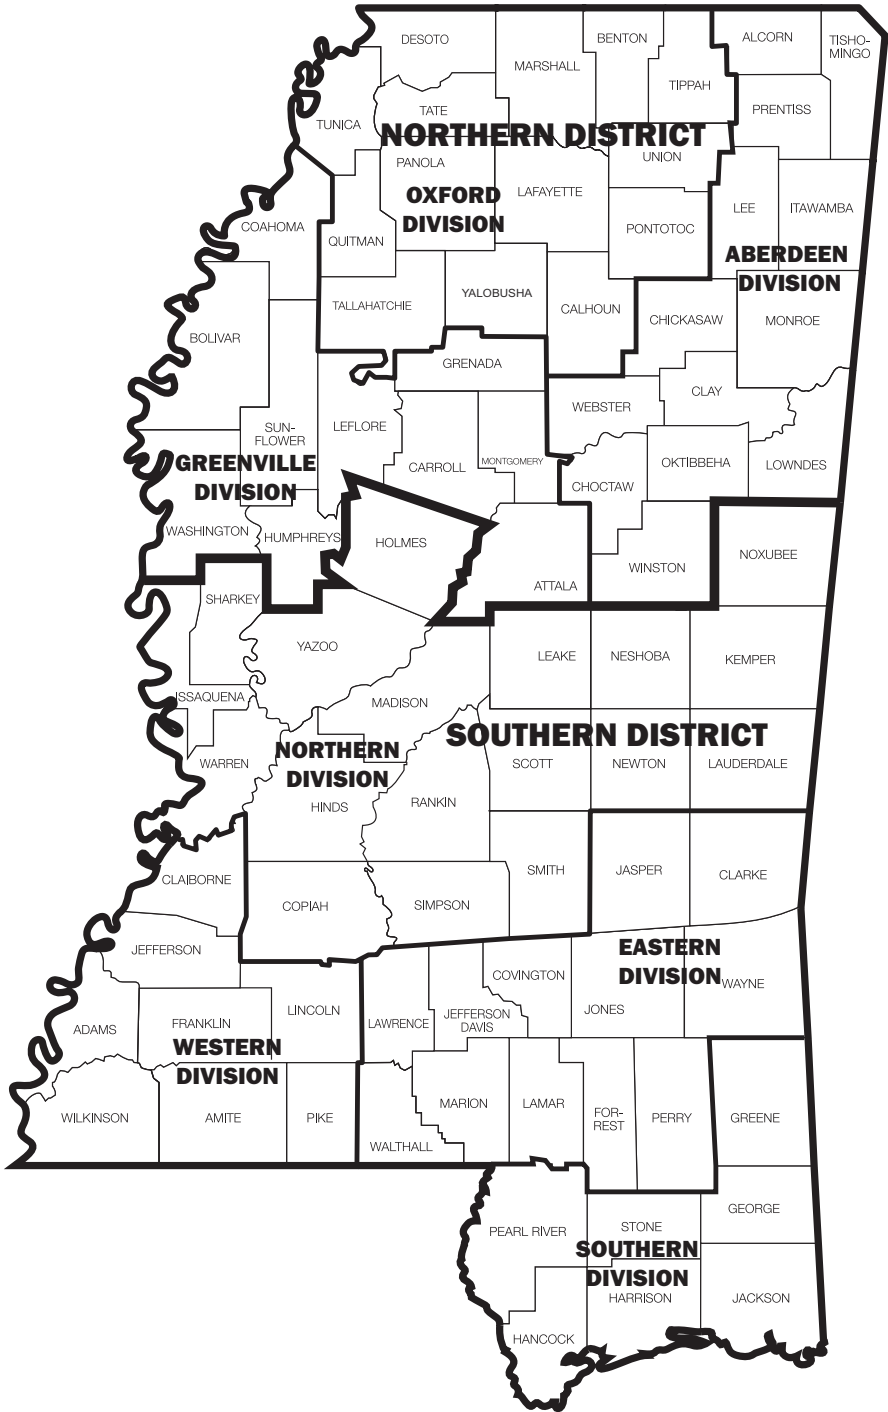 DESOTO
BENTON
ALCORN
TISHO-
MINGO
MARSHALL
TIPPAH
TATE
PRENTISS
TUNICA
NORTHERN DISTRICT
PANOLA
UNION
LAFAYETTE
OXFORD
DIVISION
LEE
ITAWAMBA
COAHOMA
QUITMAN
PONTOTOC
ABERDEEN
DIVISION
TALLAHATCHIE
YALOBUSHA
CALHOUN
CHICKASAW
MONROE
BOLIVAR
GRENADA
CLAY
WEBSTER
SUN-
FLOWER
LEFLORE
CARROLL
MONTGOMERY
OKTIBBEHA
LOWNDES
GREENVILLE
DIVISION
CHOCTAW
WASHINGTON
HUMPHREYS
HOLMES
NOXUBEE
WINSTON
ATTALA
SHARKEY
YAZOO
LEAKE
NESHOBA
KEMPER
ISSAQUENA
MADISON
SOUTHERN DISTRICT
NORTHERN
DIVISION
WARREN
SCOTT
NEWTON
LAUDERDALE
HINDS
RANKIN
CLAIBORNE
SMITH
JASPER
CLARKE
COPIAH
SIMPSON
JEFFERSON
EASTERN
DIVISION
COVINGTON
WAYNE
ADAMS
FRANKLIN
LINCOLN
LAWRENCE
JEFFERSON
DAVIS
JONES
WESTERN
DIVISION
WILKINSON
AMITE
PIKE
WALTHALL
MARION
LAMAR
FOR-
REST
PERRY
GREENE
GEORGE
PEARL RIVER
STONE
SOUTHERN
DIVISION
HARRISON
JACKSON
HANCOCK